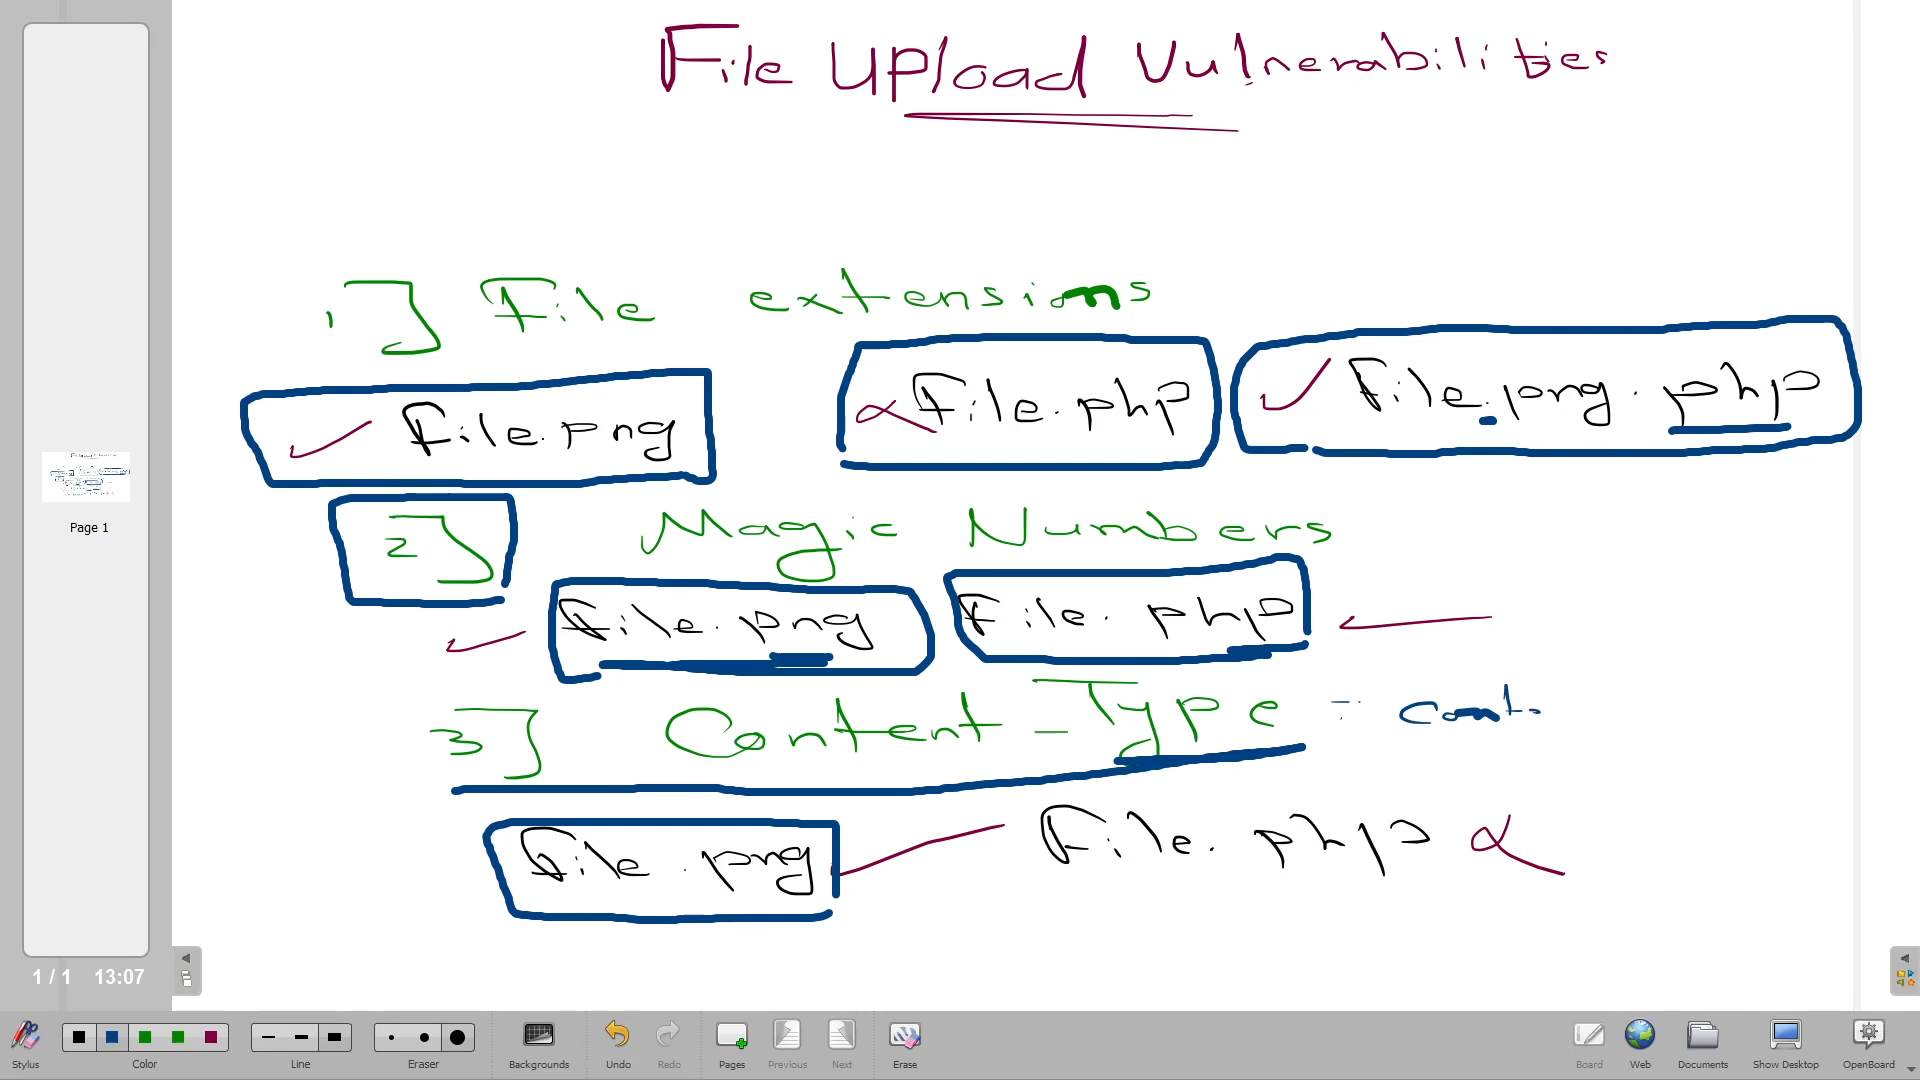 File Upload Vulnerabilities
1] File extensions
File.png
File.php
File.png.php
2] Magic Numbers
File.png File.php
3] Content-Type
File.png File.php
Page 1
1 / 1 13:07
Stylus Color Line Eraser Backgrounds Undo Redo Pages Previous Next Erase Board Web Documents Show Desktop OpenBoard